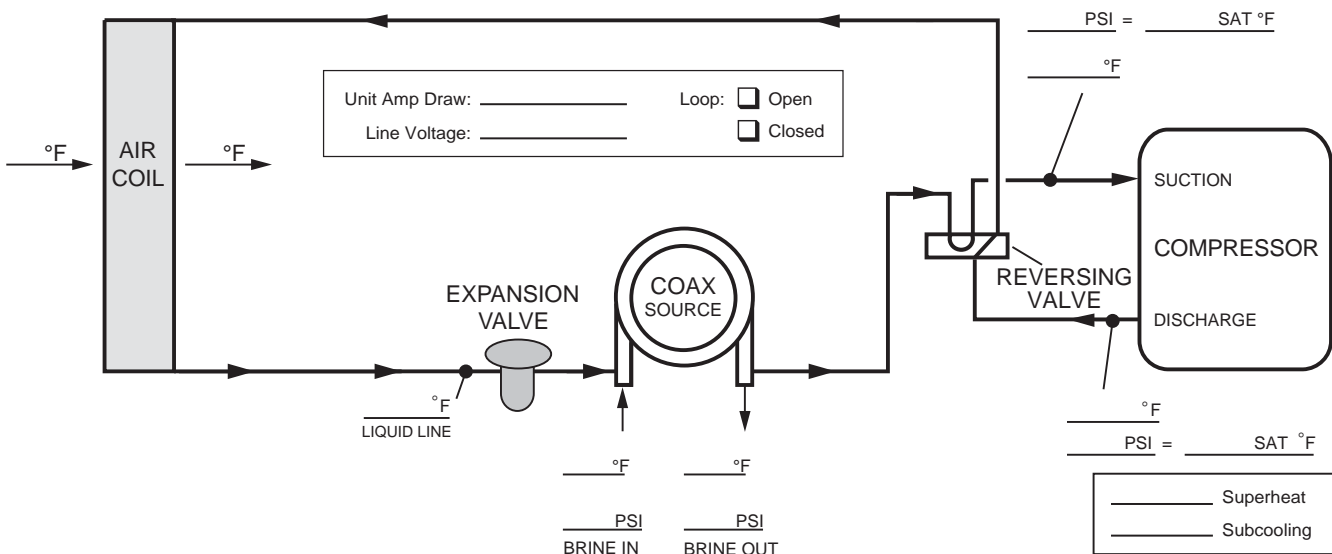 PSI = SAT °F
°F
Unit Amp Draw:
Loop: Open
Line Voltage:
Closed
°F
AIR
COIL
°F
SUCTION
COMPRESSOR
DISCHARGE
REVERSING
VALVE
COAX
SOURCE
EXPANSION
VALVE
°F
LIQUID LINE
°F
PSI = SAT °F
°F °F
PSI PSI
BRINE IN BRINE OUT
Superheat
Subcooling